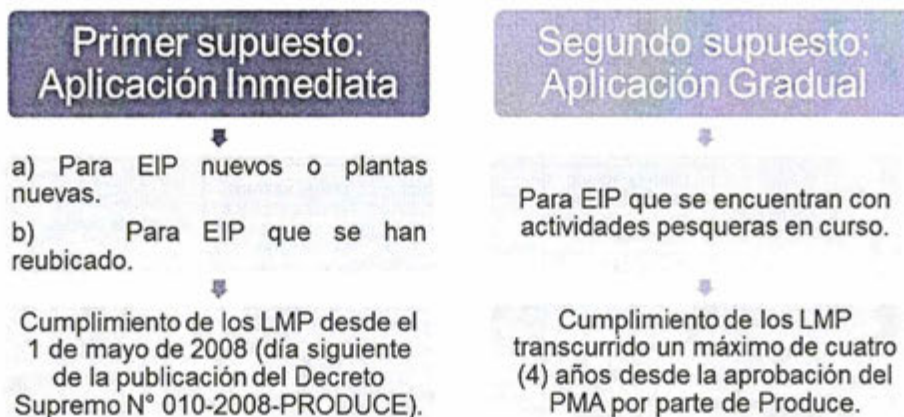 Primer supuesto:
Aplicación Inmediata
a) Para EIP nuevos o plantas
nuevas.
b) Para EIP que se han
reubicado.
Cumplimiento de los LMP desde el
1 de mayo de 2008 (día siguiente
de la publicación del Decreto
Supremo N° 010-2008-PRODUCE).
Segundo supuesto:
Aplicación Gradual
Para EIP que se encuentran con
actividades pesqueras en curso.
Cumplimiento de los LMP
transcurrido un máximo de cuatro
(4) años desde la aprobación del
PMA por parte de Produce.